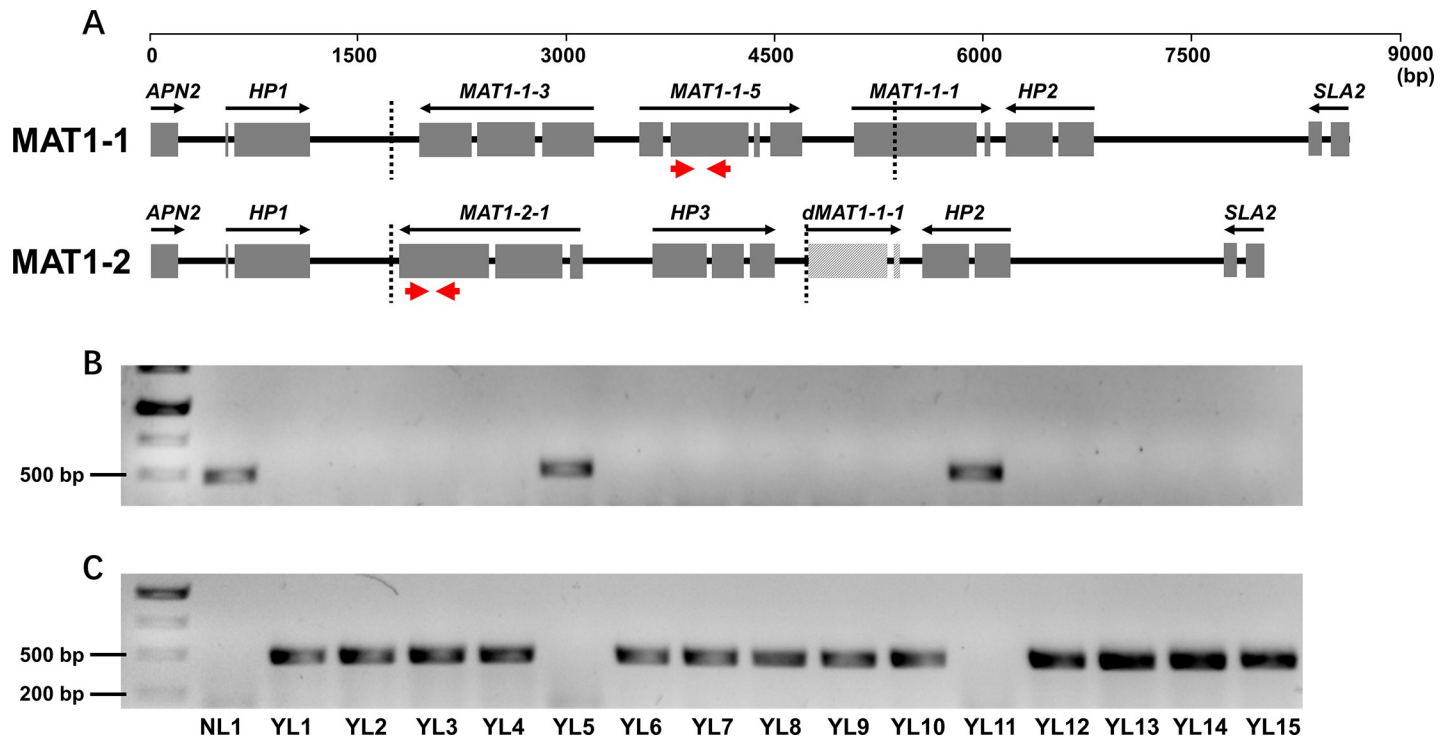 A
0 1500 3000 4500 6000 7500 9000
(bp)
APN2 HP1 MAT1-1-3 MAT1-1-5 MAT1-1-1 HP2 SLA2
MAT1-1
APN2 HP1 MAT1-2-1 HP3 dMAT1-1-1 HP2 SLA2
MAT1-2
B
500 bp
C
500 bp
200 bp
NL1 YL1 YL2 YL3 YL4 YL5 YL6 YL7 YL8 YL9 YL10 YL11 YL12 YL13 YL14 YL15